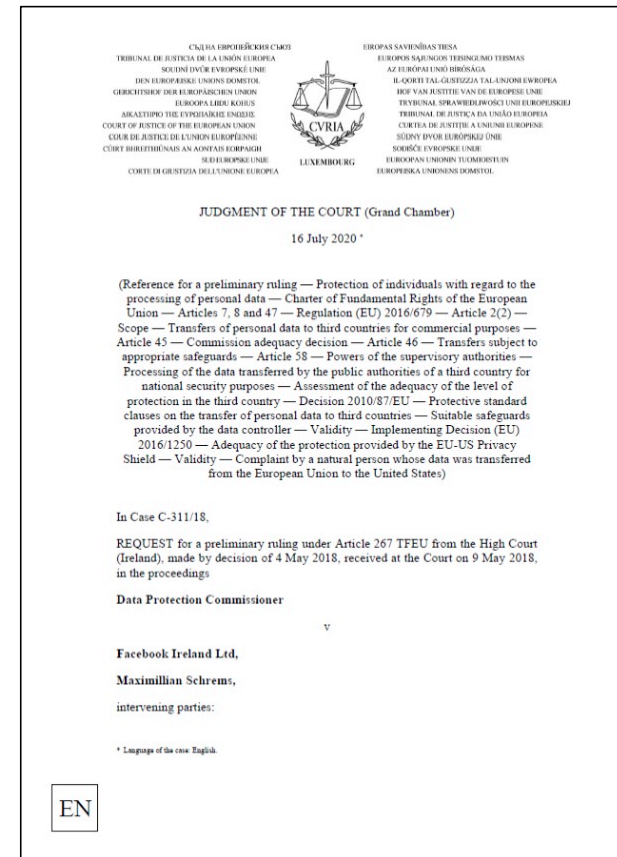 СЪД НА ЕВРОПЕЙСКИЯ СЪЮЗ
TRIBUNAL DE JUSTICIA DE LA UNIÓN EUROPEA
SOUDNÍ DVŮR EVROPSKÉ UNIE
DEN EUROPÆISKE UNIONS DOMSTOL
GERICHTSHOF DER EUROPÄISCHEN UNION
EUROOPA LIIDU KOHUS
ΔΙΚΑΣΤΗΡΙΟ ΤΗΣ ΕΥΡΩΠΑΪΚΗΣ ΕΝΩΣΗΣ
COURT OF JUSTICE OF THE EUROPEAN UNION
COUR DE JUSTICE DE L'UNION EUROPÉENNE
CÚIRT BHREITHIÚNAIS AN AONTAIS EORPAIGH
SUD EUROPSKE UNIJE
CORTE DI GIUSTIZIA DELL'UNIONE EUROPEA
CVRIA
LUXEMBOURG
EIROPAS SAVIENĪBAS TIESA
EUROPOS SĄJUNGOS TEISINGUMO TEISMAS
AZ EURÓPAI UNIÓ BÍRÓSÁGA
IL-QORTI TAL-ĠUSTIZZJA TAL-UNJONI EWROPEA
HOF VAN JUSTITIE VAN DE EUROPESE UNIE
TRYBUNAŁ SPRAWIEDLIWOŚCI UNII EUROPEJSKIEJ
TRIBUNAL DE JUSTIÇA DA UNIÃO EUROPEIA
CURTEA DE JUSTIȚIE A UNIUNII EUROPENE
SÚDNY DVOR EURÓPSKEJ ÚNIE
SODIŠČE EVROPSKE UNIJE
EUROOPAN UNIONIN TUOMIOISTUIN
EUROPEISKA UNIONENS DOMSTOL
JUDGMENT OF THE COURT (Grand Chamber)
16 July 2020 *
(Reference for a preliminary ruling — Protection of individuals with regard to the
processing of personal data — Charter of Fundamental Rights of the European
Union — Articles 7, 8 and 47 — Regulation (EU) 2016/679 — Article 2(2) —
Scope — Transfers of personal data to third countries for commercial purposes —
Article 45 — Commission adequacy decision — Article 46 — Transfers subject to
appropriate safeguards — Article 58 — Powers of the supervisory authorities —
Processing of the data transferred by the public authorities of a third country for
national security purposes — Assessment of the adequacy of the level of
protection in the third country — Decision 2010/87/EU — Protective standard
clauses on the transfer of personal data to third countries — Suitable safeguards
provided by the data controller — Validity — Implementing Decision (EU)
2016/1250 — Adequacy of the protection provided by the EU-US Privacy
Shield — Validity — Complaint by a natural person whose data was transferred
from the European Union to the United States)
In Case C-311/18,
REQUEST for a preliminary ruling under Article 267 TFEU from the High Court
(Ireland), made by decision of 4 May 2018, received at the Court on 9 May 2018,
in the proceedings
Data Protection Commissioner
v
Facebook Ireland Ltd,
Maximillian Schrems,
intervening parties:
* Language of the case: English.
EN